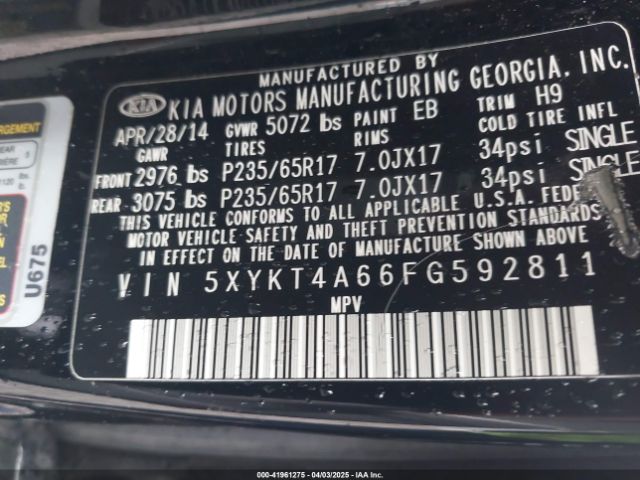 MANUFACTURED BY
KIA KIA MOTORS MANUFACTURING GEORGIA, INC.
APR/28/14 GVWR 5072 lbs PAINT EB TRIM H9
GAWR TIRES RIMS COLD TIRE INFL
FRONT 2976 lbs P235/65R17 7.0JX17 34psi SINGLE
REAR 3075 lbs P235/65R17 7.0JX17 34psi SINGLE
THIS VEHICLE CONFORMS TO ALL APPLICABLE U.S.A. FEDE
MOTOR VEHICLE SAFETY AND THEFT PREVENTION STANDARDS
IN EFFECT ON THE DATE OF MANUFACTURE SHOWN ABOVE
VIN 5XYKT4A66FG592811
MPV
U675
000-41961275 - 04/03/2025 - IAAI